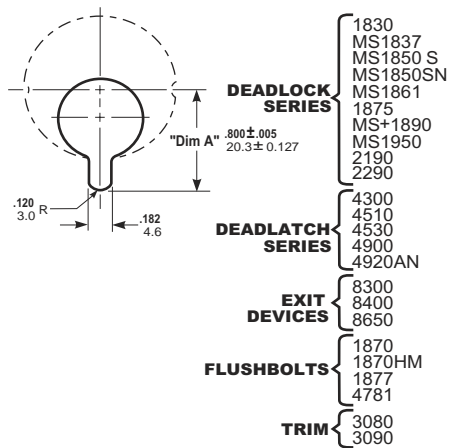 "Dim A" .800±.005
20.3± 0.127
.120
3.0 R
.182
4.6
DEADLOCK
SERIES
1830
MS1837
MS1850 S
MS1850SN
MS1861
1875
MS+1890
MS1950
2190
2290
DEADLATCH
SERIES
4300
4510
4530
4900
4920AN
EXIT
DEVICES
8300
8400
8650
FLUSHBOLTS
1870
1870HM
1877
4781
TRIM
3080
3090